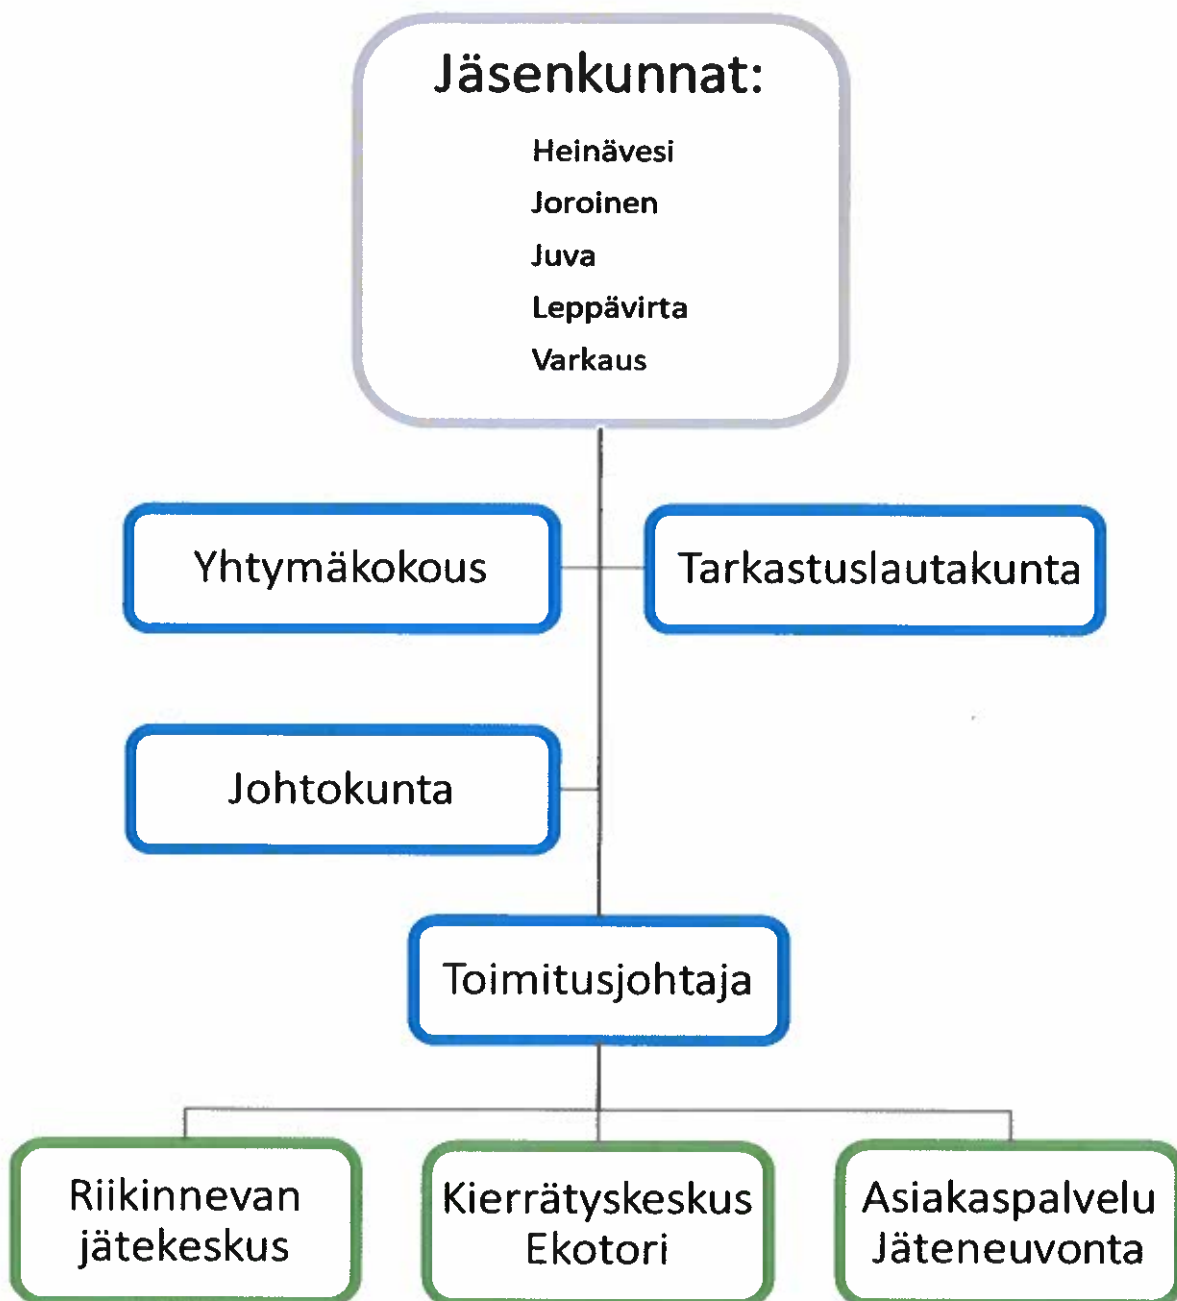 Jäsenkunnat:
Heinävesi
Joroinen
Juva
Leppävirta
Varkaus
Yhtymäkokous
Tarkastuslautakunta
Johtokunta
Toimitusjohtaja
Riikinnevan
jätekeskus
Kierrätyskeskus
Ekotori
Asiakaspalvelu
Jäteneuvonta